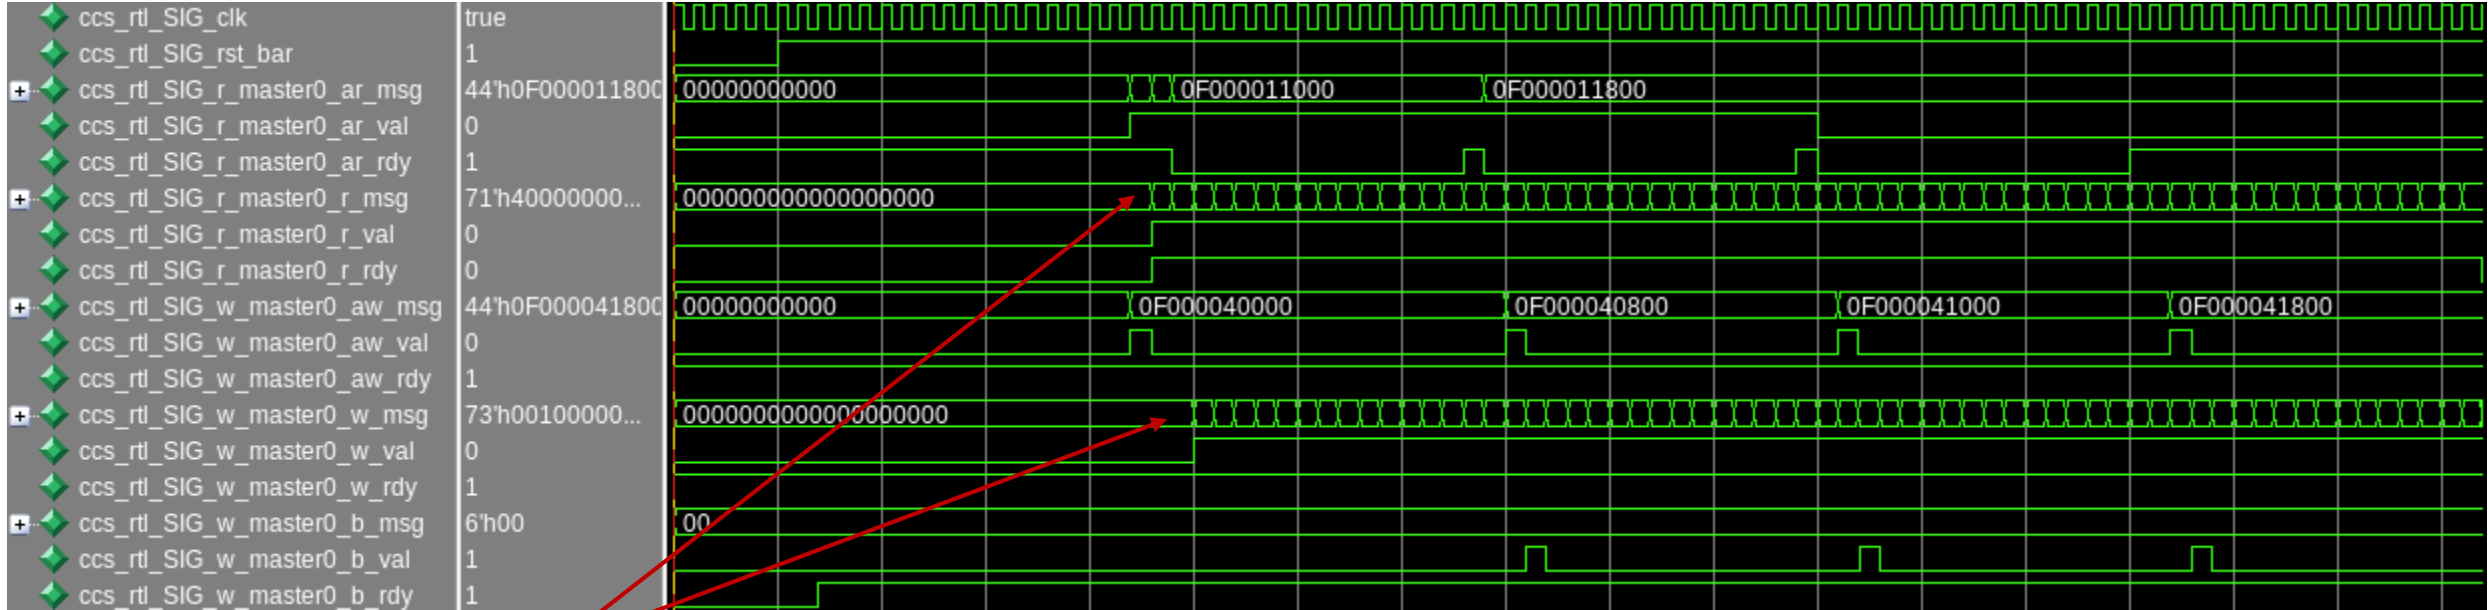 ccs_rtl_SIG_clk true
ccs_rtl_SIG_rst_bar 1
ccs_rtl_SIG_r_master0_ar_msg 44'h0F000011800 00000000000 0F000011000 0F000011800
ccs_rtl_SIG_r_master0_ar_val 0
ccs_rtl_SIG_r_master0_ar_rdy 1
ccs_rtl_SIG_r_master0_r_msg 71'h40000000... 000000000000000000
ccs_rtl_SIG_r_master0_r_val 0
ccs_rtl_SIG_r_master0_r_rdy 0
ccs_rtl_SIG_w_master0_aw_msg 44'h0F000041800 00000000000 0F000040000 0F000040800 0F000041000 0F000041800
ccs_rtl_SIG_w_master0_aw_val 0
ccs_rtl_SIG_w_master0_aw_rdy 1
ccs_rtl_SIG_w_master0_w_msg 73'h00100000... 0000000000000000000
ccs_rtl_SIG_w_master0_w_val 0
ccs_rtl_SIG_w_master0_w_rdy 1
ccs_rtl_SIG_w_master0_b_msg 6'h00 00
ccs_rtl_SIG_w_master0_b_val 1
ccs_rtl_SIG_w_master0_b_rdy 1